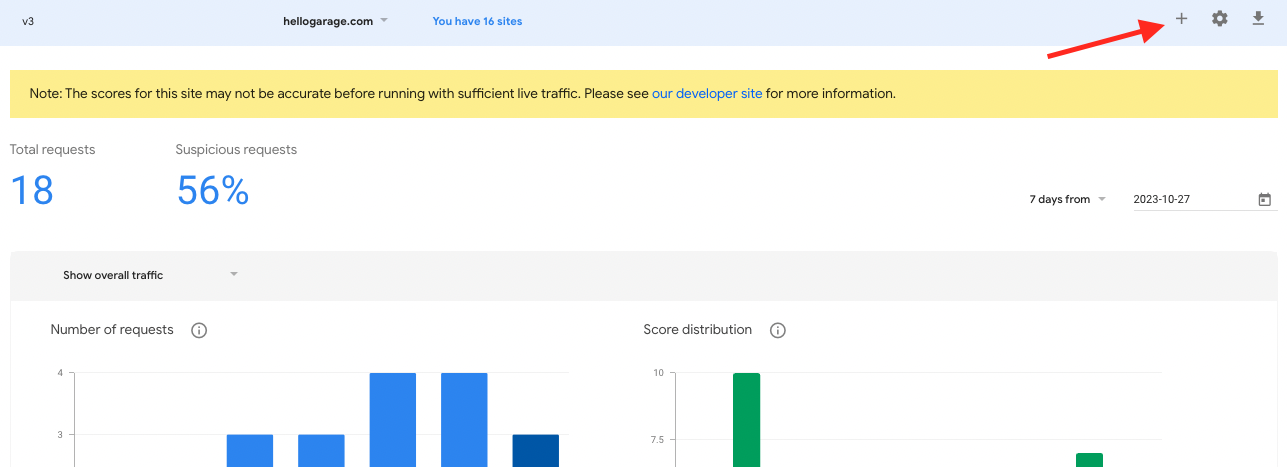 v3 hellogarage.com You have 16 sites
Note: The scores for this site may not be accurate before running with sufficient live traffic. Please see our developer site for more information.
Total requests Suspicious requests
18 56%
7 days from 2023-10-27
Show overall traffic
Number of requests Score distribution
4 10
3 7.5